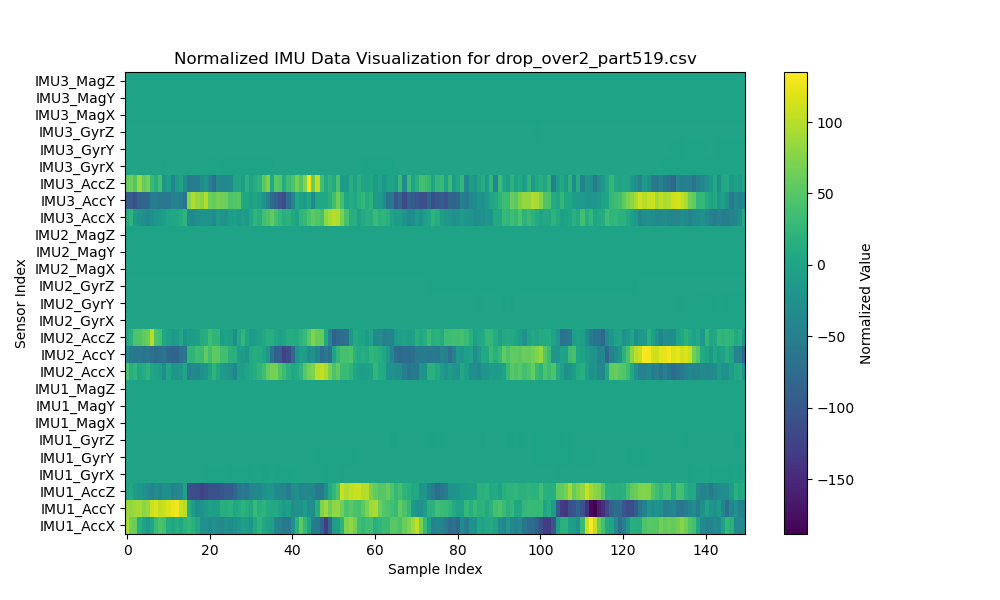 Normalized IMU Data Visualization for drop_over2_part519.csv
IMU3_MagZ
IMU3_MagY
IMU3_MagX
IMU3_GyrZ
IMU3_GyrY
IMU3_GyrX
IMU3_AccZ
IMU3_AccY
IMU3_AccX
IMU2_MagZ
IMU2_MagY
IMU2_MagX
IMU2_GyrZ
IMU2_GyrY
IMU2_GyrX
IMU2_AccZ
IMU2_AccY
IMU2_AccX
IMU1_MagZ
IMU1_MagY
IMU1_MagX
IMU1_GyrZ
IMU1_GyrY
IMU1_GyrX
IMU1_AccZ
IMU1_AccY
IMU1_AccX
Sensor Index
0 20 40 60 80 100 120 140
Sample Index
100
50
0
−50
−100
−150
Normalized Value